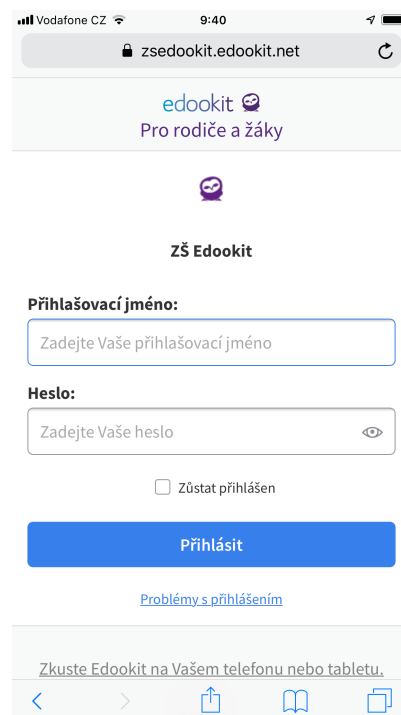 Vodafone CZ 9:40
zsedookit.edookit.net
edookit
Pro rodiče a žáky
ZŠ Edookit
Přihlašovací jméno:
Zadejte Vaše přihlašovací jméno
Heslo:
Zadejte Vaše heslo
Zůstat přihlášen
Přihlásit
Problémy s přihlášením
Zkuste Edookit na Vašem telefonu nebo tabletu.